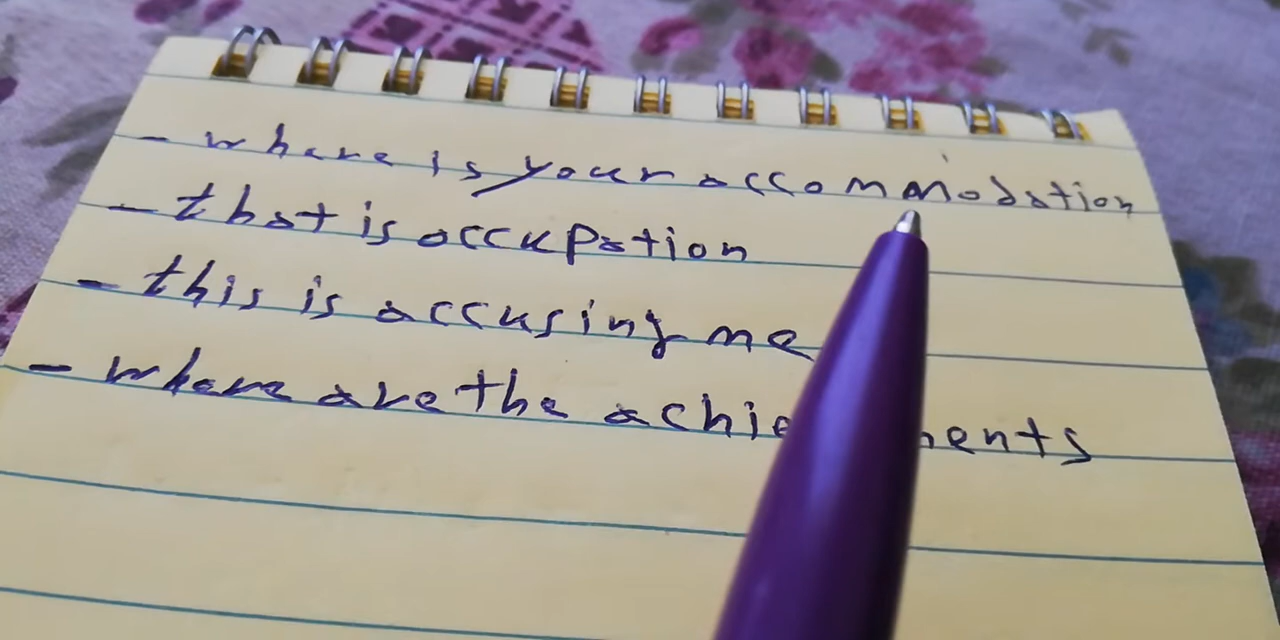 - where is your accommodation
- that is occupation
- this is accusing me
- where are the